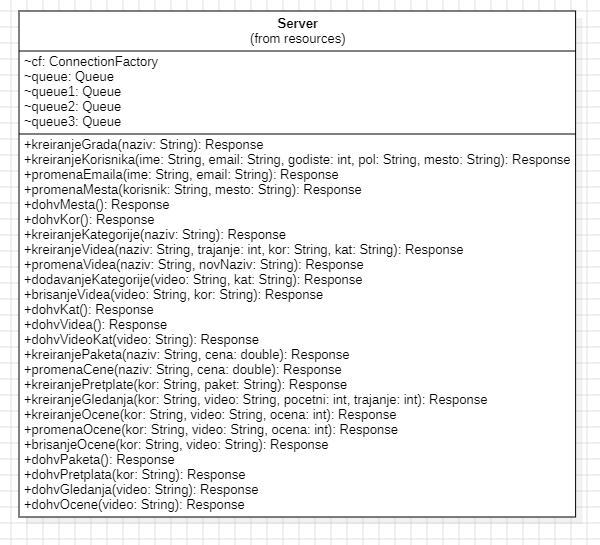 Server
(from resources)
~cf: ConnectionFactory
~queue: Queue
~queue1: Queue
~queue2: Queue
~queue3: Queue
+kreiranjeGrada(naziv: String): Response
+kreiranjeKorisnika(ime: String, email: String, godiste: int, pol: String, mesto: String): Response
+promenaEmaila(ime: String, email: String): Response
+promenaMesta(korisnik: String, mesto: String): Response
+dohvMesta(): Response
+dohvKor(): Response
+kreiranjeKategorije(naziv: String): Response
+kreiranjeVidea(naziv: String, trajanje: int, kor: String, kat: String): Response
+promenaVidea(naziv: String, novNaziv: String): Response
+dodavanjeKategorije(video: String, kat: String): Response
+brisanjeVidea(video: String, kor: String): Response
+dohvKat(): Response
+dohvVidea(): Response
+dohvVideoKat(video: String): Response
+kreiranjePaketa(naziv: String, cena: double): Response
+promenaCene(naziv: String, cena: double): Response
+kreiranjePretplate(kor: String, paket: String): Response
+kreiranjeGledanja(kor: String, video: String, pocetni: int, trajanje: int): Response
+kreiranjeOcene(kor: String, video: String, ocena: int): Response
+promenaOcene(kor: String, video: String, ocena: int): Response
+brisanjeOcene(kor: String, video: String): Response
+dohvPaketa(): Response
+dohvPretplata(kor: String): Response
+dohvGledanja(video: String): Response
+dohvOcene(video: String): Response